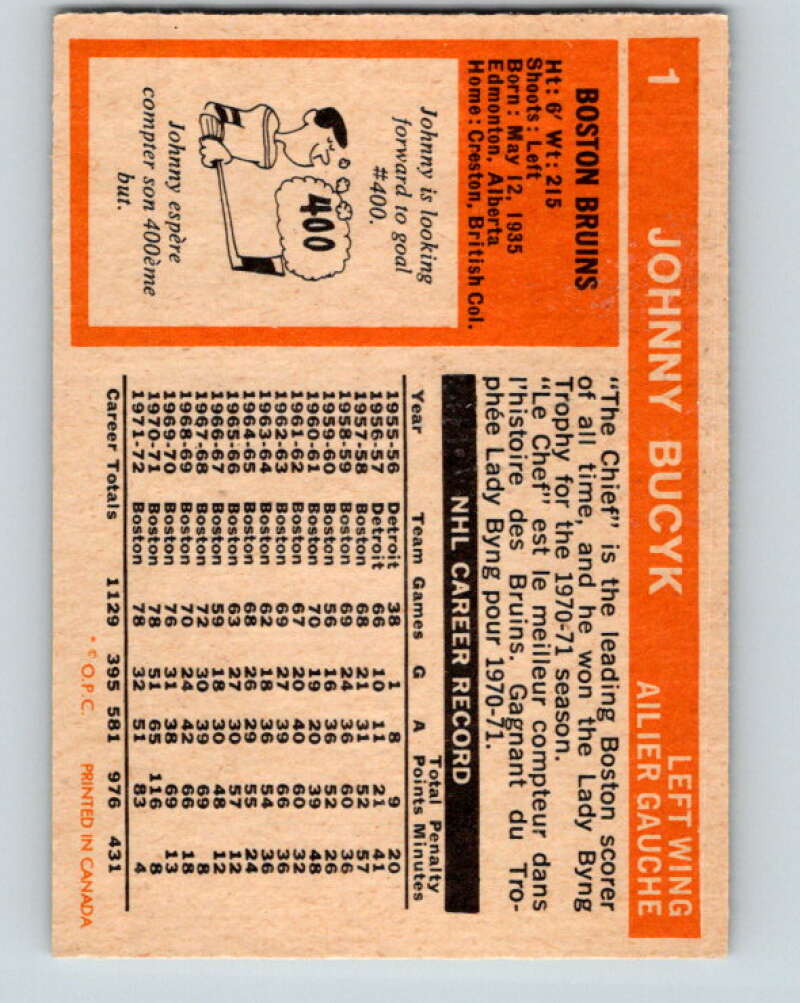 1 JOHNNY BUCYK LEFT WING
AILIER GAUCHE
BOSTON BRUINS
Ht: 6' Wt: 215
Shoots: Left
Born: May 12, 1935
Edmonton, Alberta
Home: Creston, British Col.
Johnny is looking
forward to goal
#400.
400
Johnny espère
compter son 400ème
but.
"The Chief" is the leading Boston scorer
of all time, and he won the Lady Byng
Trophy for the 1970-71 season.
"Le Chef" est le meilleur compteur dans
l'histoire des Bruins. Gagnant du Tro-
phée Lady Byng pour 1970-71.
NHL CAREER RECORD
Total Penalty
Year Team Games G A Points Minutes
1955-56 Detroit 38 1 8 9 20
1956-57 Detroit 66 10 11 21 41
1957-58 Boston 68 21 31 52 57
1958-59 Boston 69 24 36 60 36
1959-60 Boston 56 16 36 52 26
1960-61 Boston 70 19 20 39 48
1961-62 Boston 67 20 40 60 32
1962-63 Boston 69 27 39 66 36
1963-64 Boston 62 18 36 54 36
1964-65 Boston 68 26 29 55 24
1965-66 Boston 63 27 30 57 12
1966-67 Boston 59 18 30 48 12
1967-68 Boston 72 30 39 69 8
1968-69 Boston 70 24 42 66 18
1969-70 Boston 76 31 38 69 13
1970-71 Boston 78 51 65 116 8
1971-72 Boston 78 32 51 83 4
Career Totals 1129 395 581 976 431
* © O.P.C. PRINTED IN CANADA